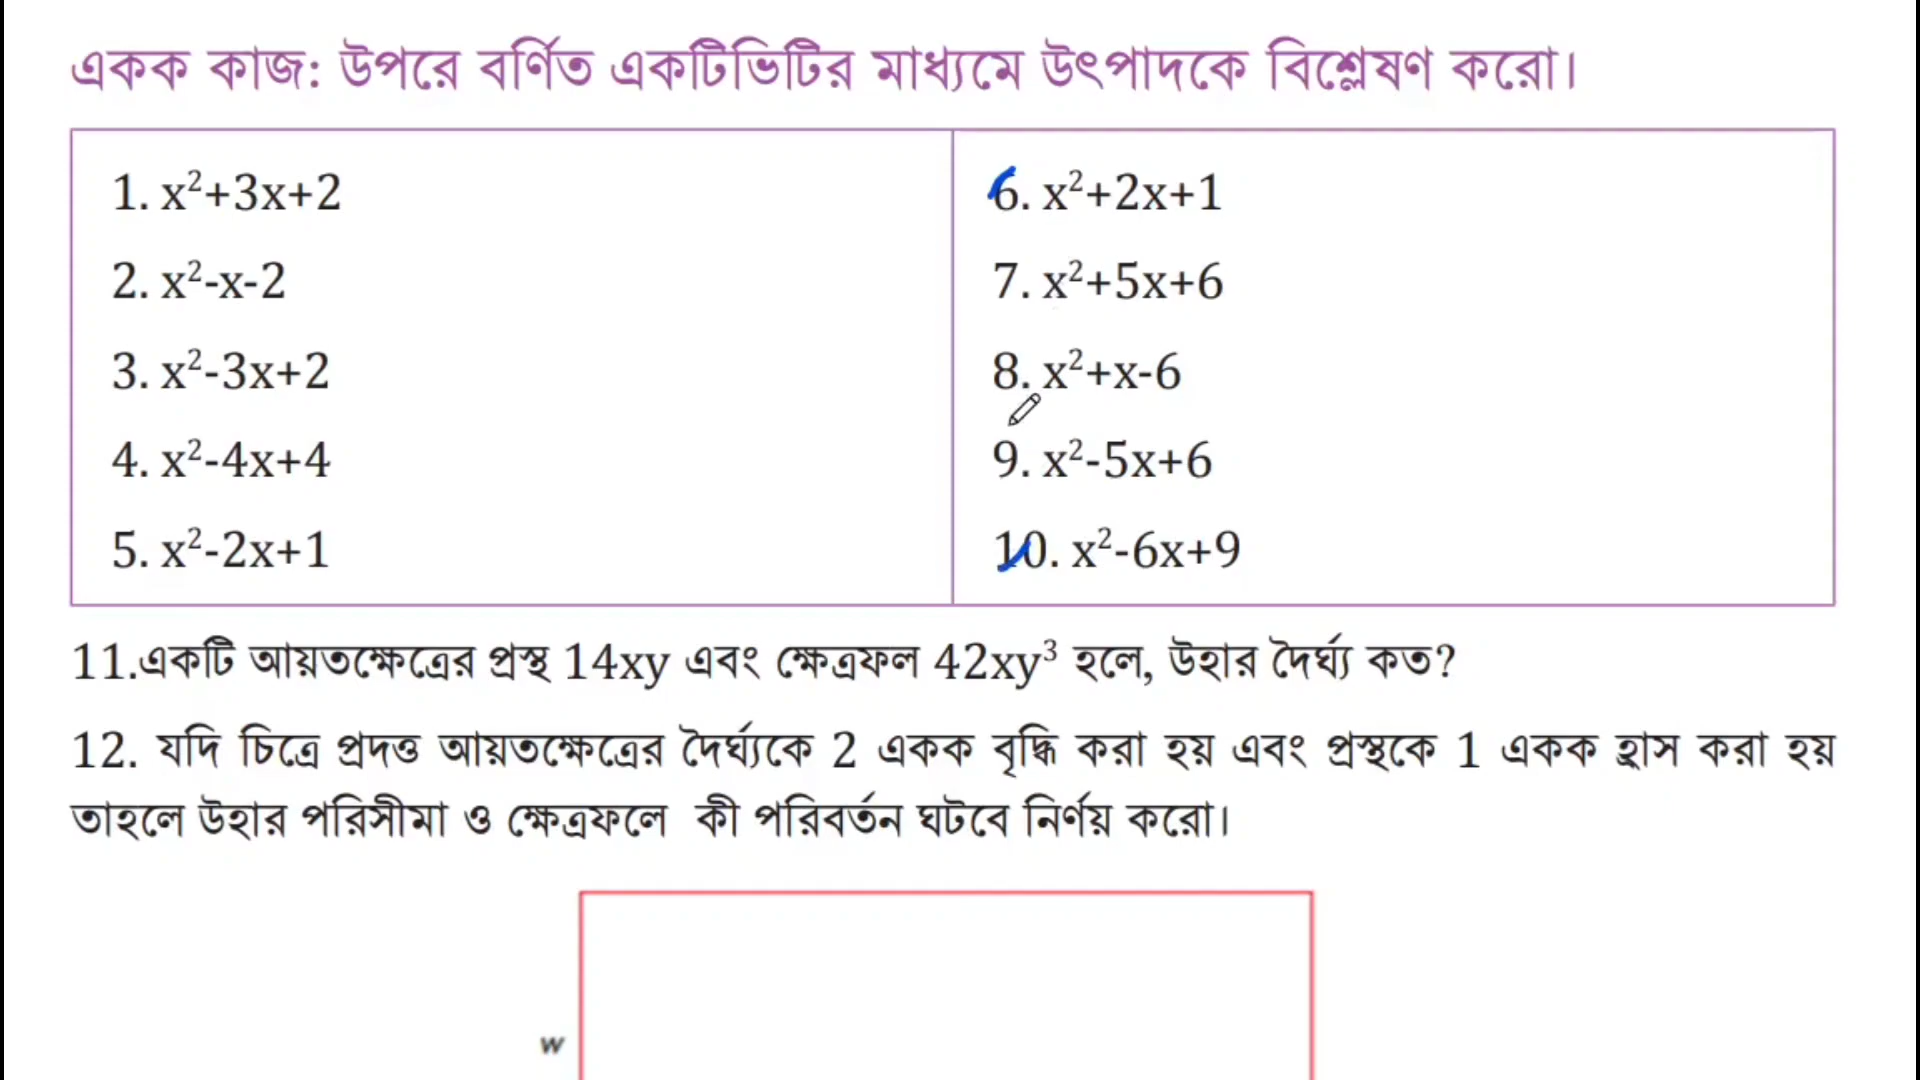 একক কাজ: উপরে বর্ণিত একটিভিটির মাধ্যমে উৎপাদকে বিশ্লেষণ করো।
1. x²+3x+2
2. x²-x-2
3. x²-3x+2
4. x²-4x+4
5. x²-2x+1
6. x²+2x+1
7. x²+5x+6
8. x²+x-6
9. x²-5x+6
10. x²-6x+9
11.একটি আয়তক্ষেত্রের প্রস্থ 14xy এবং ক্ষেত্রফল 42xy³ হলে, উহার দৈর্ঘ্য কত?
12. যদি চিত্রে প্রদত্ত আয়তক্ষেত্রের দৈর্ঘ্যকে 2 একক বৃদ্ধি করা হয় এবং প্রস্থকে 1 একক হ্রাস করা হয়
তাহলে উহার পরিসীমা ও ক্ষেত্রফলে কী পরিবর্তন ঘটবে নির্ণয় করো।
w